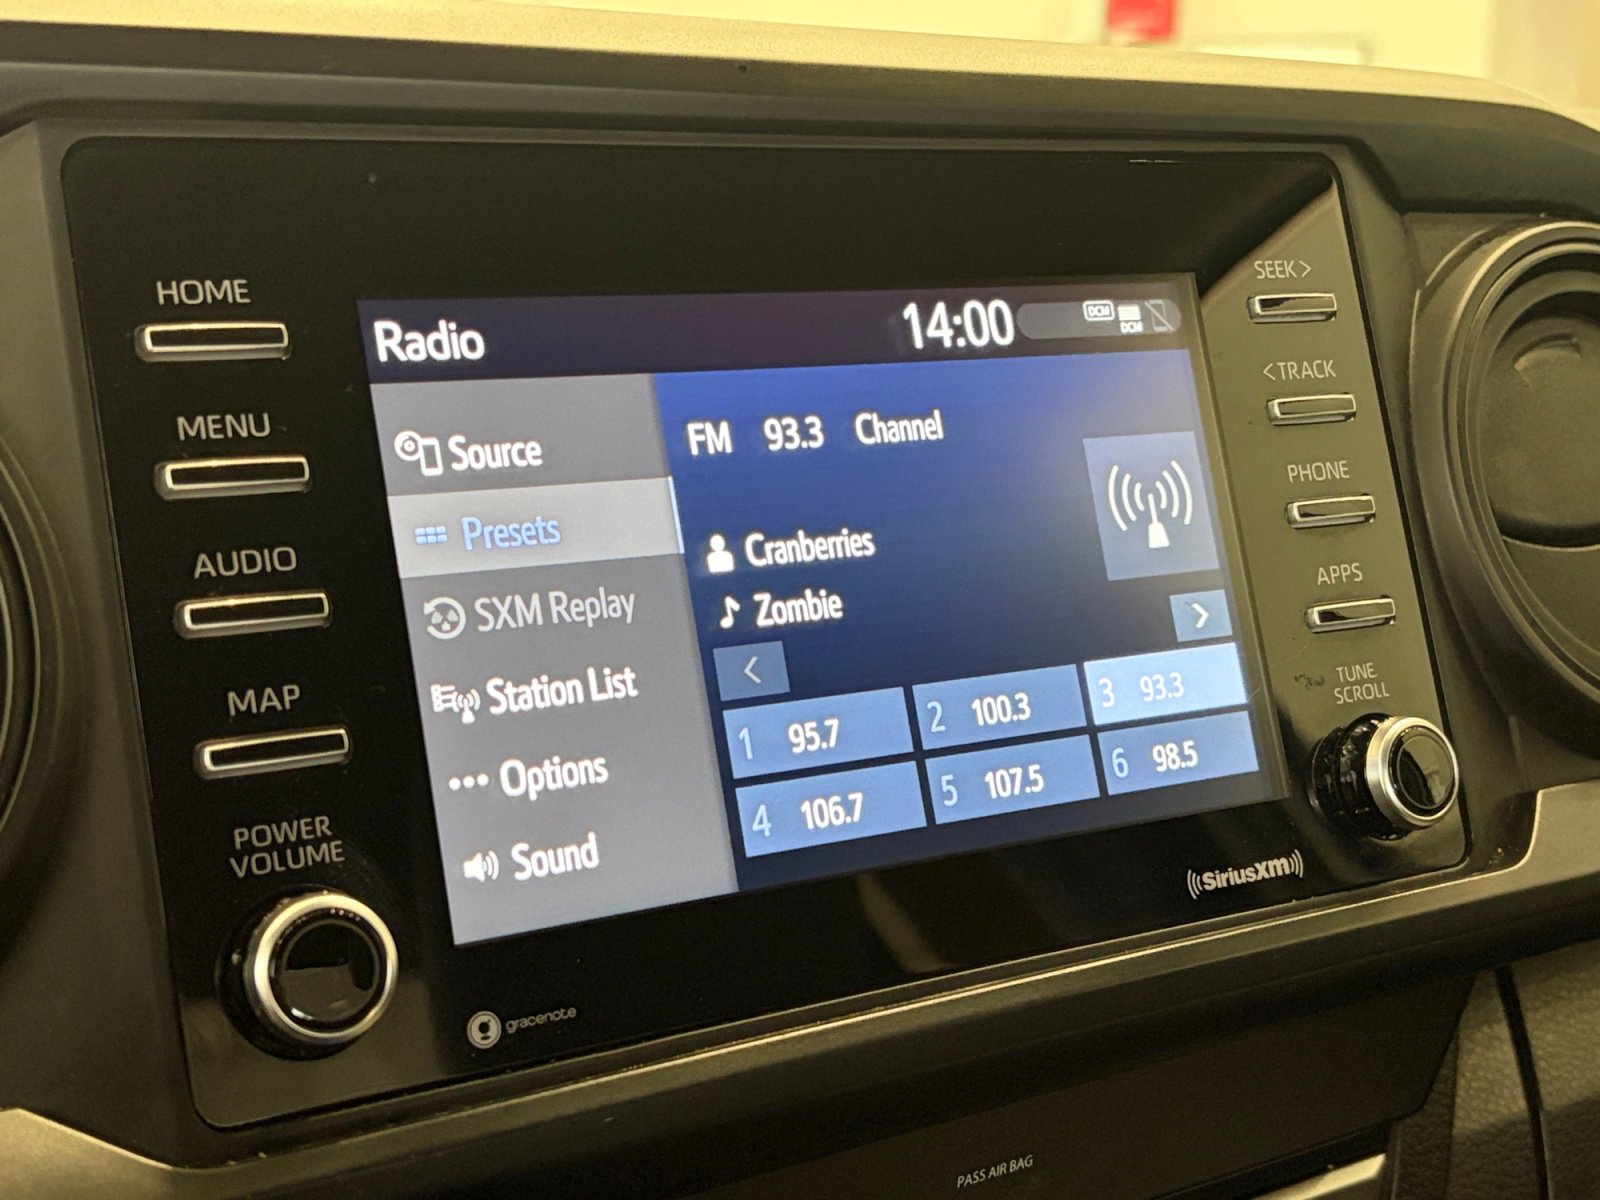 HOME
MENU
AUDIO
MAP
POWER
VOLUME
Radio
14:00
DCM
DCM
Source
Presets
SXM Replay
Station List
Options
Sound
FM 93.3 Channel
Cranberries
Zombie
<
>
1 95.7
2 100.3
3 93.3
4 106.7
5 107.5
6 98.5
SEEK >
< TRACK
PHONE
APPS
TUNE
SCROLL
SiriusXM
gracenote
PASS AIR BAG